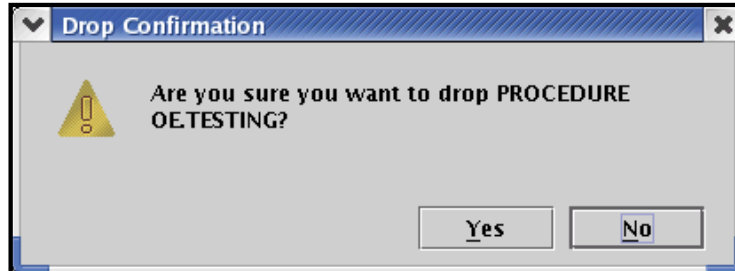 Drop Confirmation
Are you sure you want to drop PROCEDURE
OE.TESTING?
Yes
No